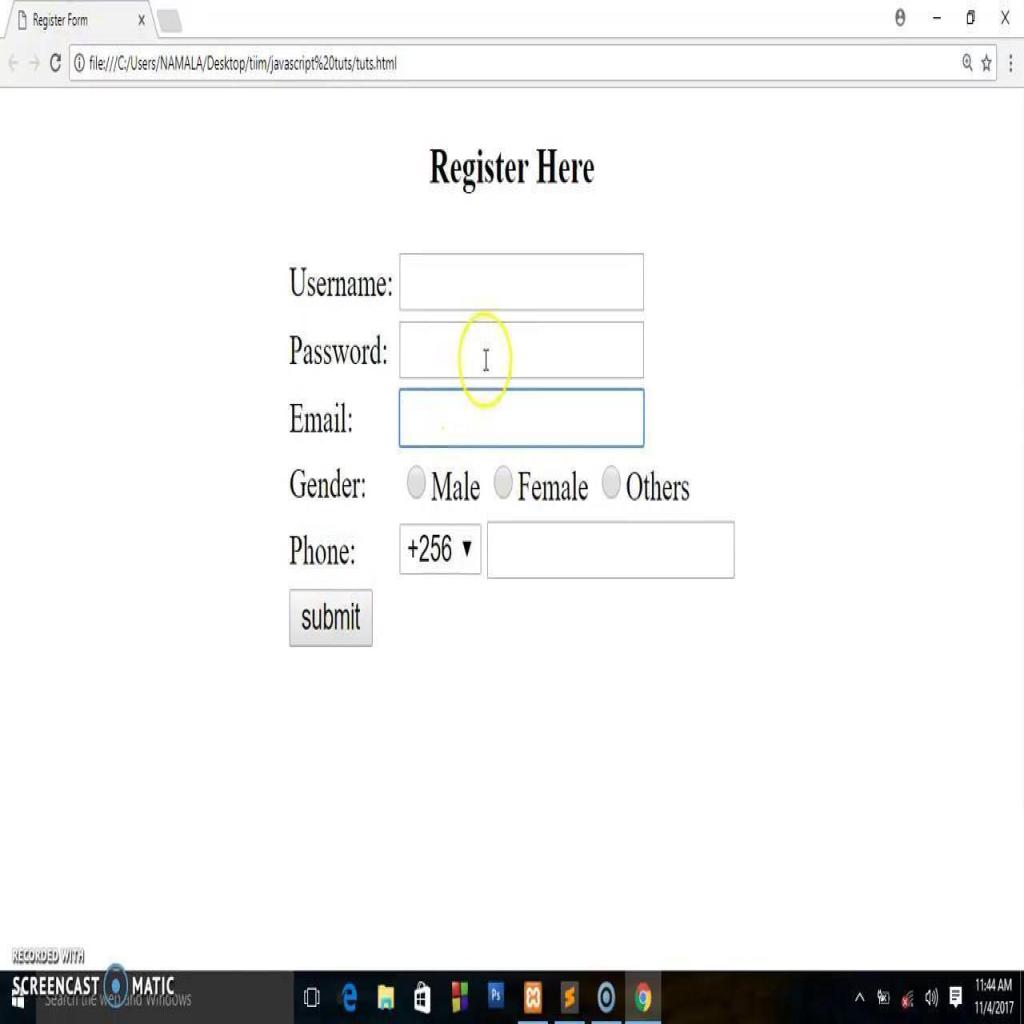 Register Form
file:///C:/Users/NAMALA/Desktop/tiim/javascript%20tuts/tuts.html
Register Here
Username:
Password:
Email:
Gender: Male Female Others
Phone: +256
submit
RECORDED WITH
SCREENCAST MATIC
Search the web and Windows
Ps
11:44 AM
11/4/2017